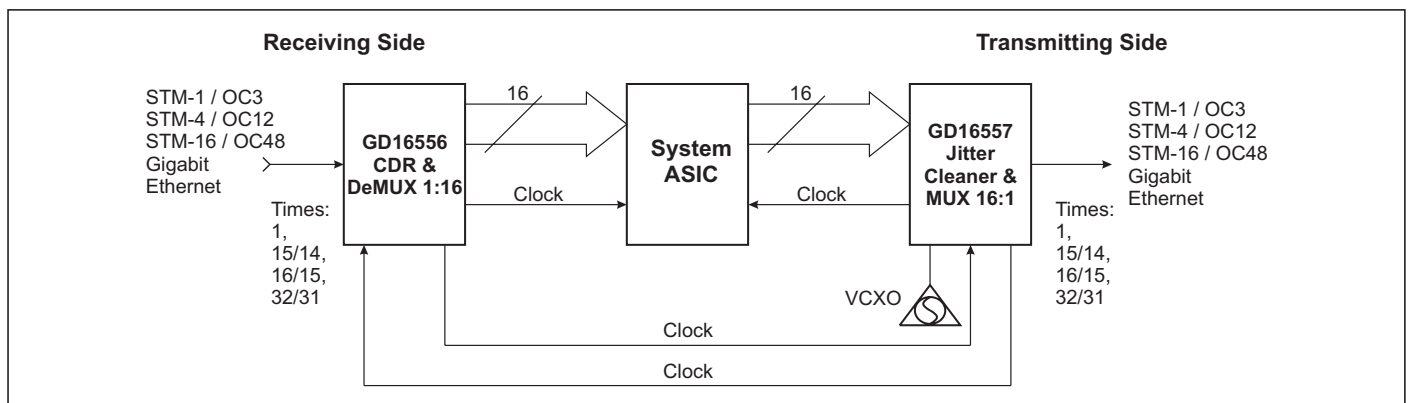 Receiving Side
Transmitting Side
STM-1 / OC3
STM-4 / OC12
STM-16 / OC48
Gigabit
Ethernet
Times:
1,
15/14,
16/15,
32/31
GD16556
CDR &
DeMUX 1:16
16
Clock
System
ASIC
16
Clock
GD16557
Jitter
Cleaner &
MUX 16:1
VCXO
STM-1 / OC3
STM-4 / OC12
STM-16 / OC48
Gigabit
Ethernet
Times:
1,
15/14,
16/15,
32/31
Clock
Clock